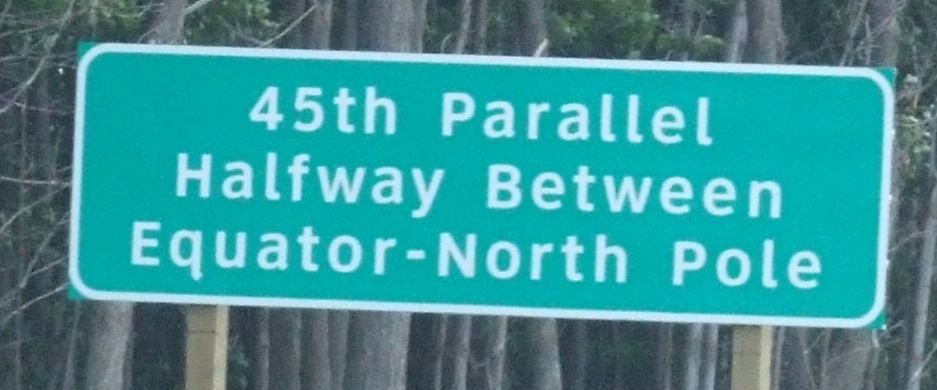 45th Parallel
Halfway Between
Equator-North Pole